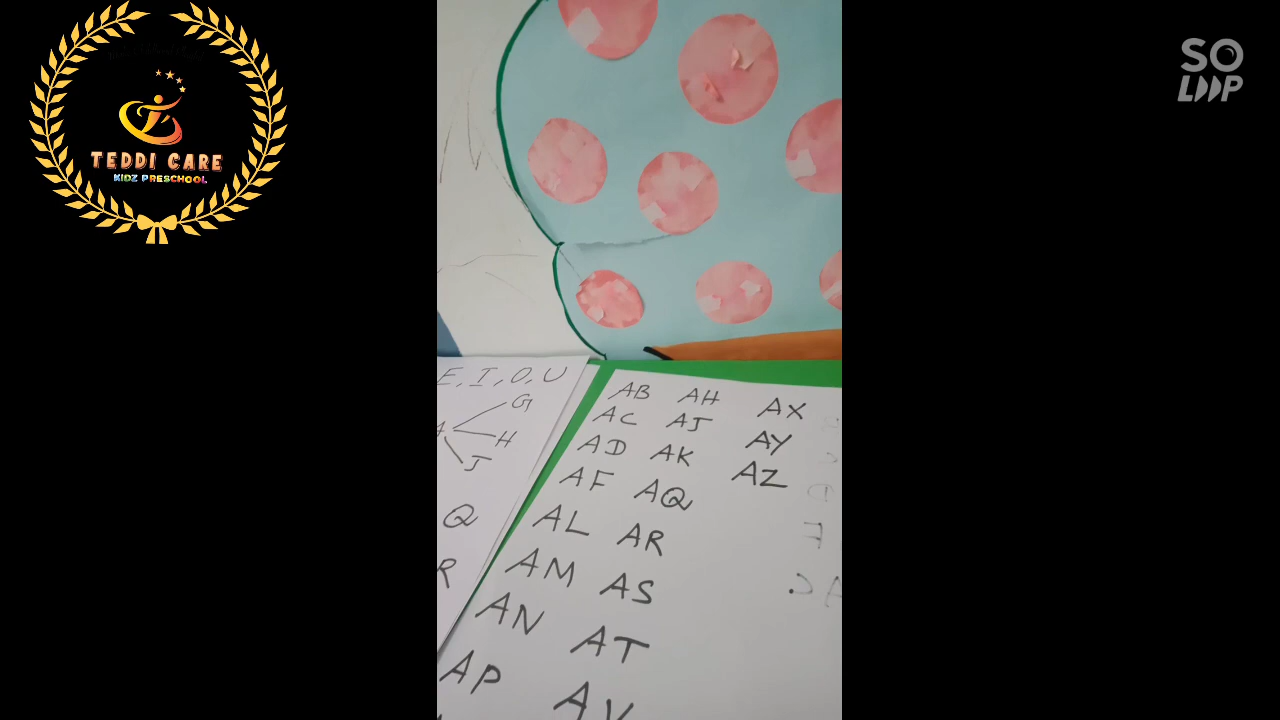 TEDDI CARE
KIDZ PRESCHOOL
SO
LOOP
E, I, O, U
G
H
J
Q
R
AB AH AX
AC AJ AY
AD AK AZ
AF AQ
AL AR
AM AS
AN AT
AP AV